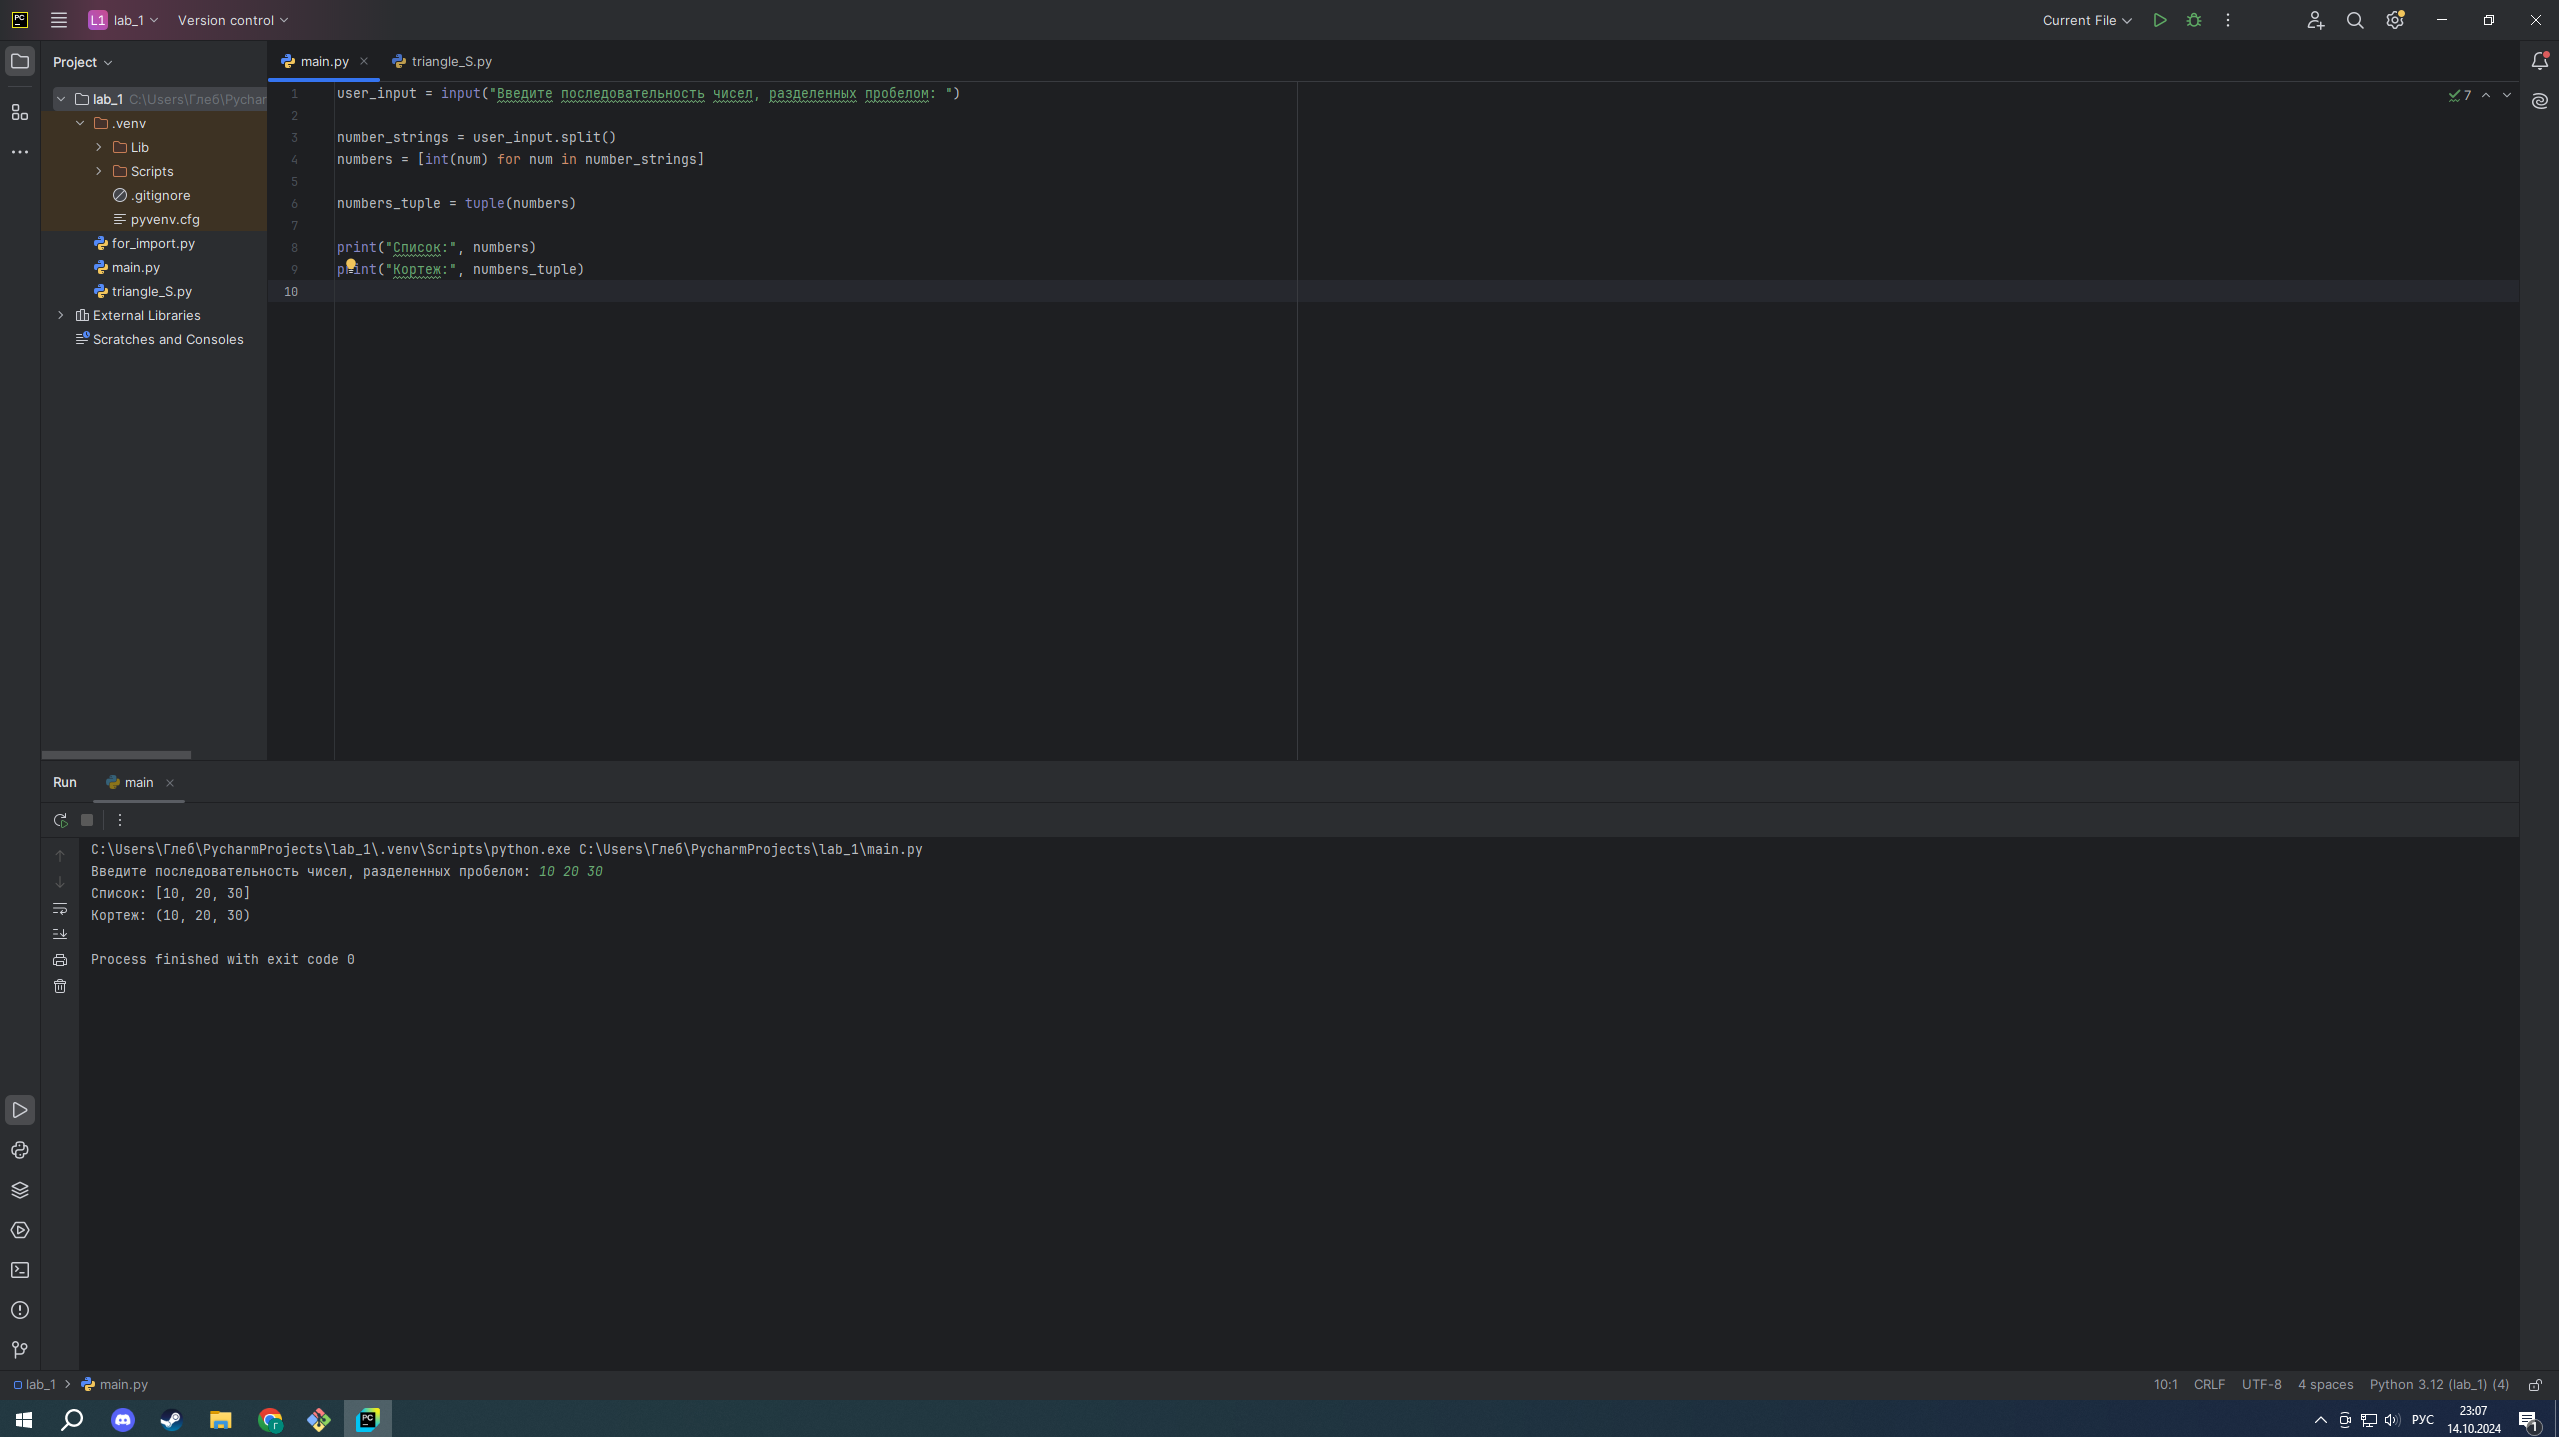 PC
L1 lab_1
Version control
Current File
Project
lab_1 C:\Users\Глеб\Pychar
.venv
Lib
Scripts
.gitignore
pyvenv.cfg
for_import.py
main.py
triangle_S.py
External Libraries
Scratches and Consoles
main.py
triangle_S.py
7
1 user_input = input("Введите последовательность чисел, разделенных пробелом: ")
2
3 number_strings = user_input.split()
4 numbers = [int(num) for num in number_strings]
5
6 numbers_tuple = tuple(numbers)
7
8 print("Список:", numbers)
9 print("Кортеж:", numbers_tuple)
10
Run
main
C:\Users\Глеб\PycharmProjects\lab_1\.venv\Scripts\python.exe C:\Users\Глеб\PycharmProjects\lab_1\main.py
Введите последовательность чисел, разделенных пробелом: 10 20 30
Список: [10, 20, 30]
Кортеж: (10, 20, 30)
Process finished with exit code 0
lab_1
main.py
10:1 CRLF UTF-8 4 spaces Python 3.12 (lab_1) (4)
Г
PC
РУС
23:07
14.10.2024
1